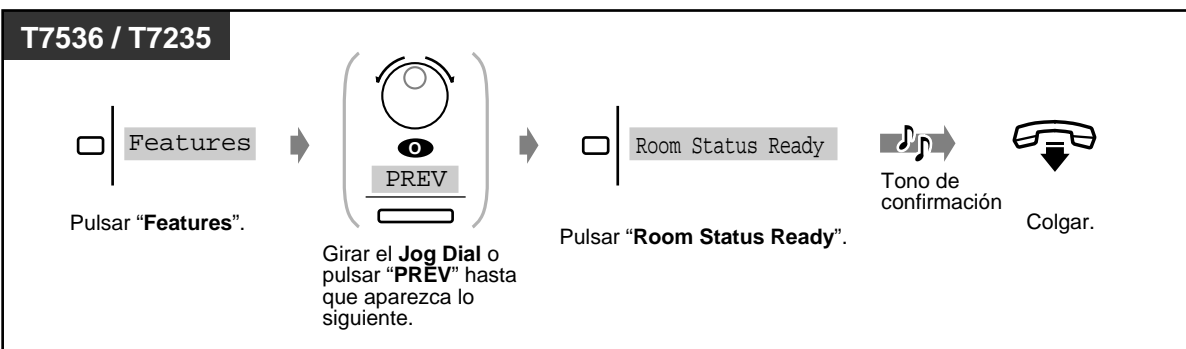 T7536 / T7235
Features
Pulsar “Features”.
O
PREV
Girar el Jog Dial o
pulsar “PREV” hasta
que aparezca lo
siguiente.
Room Status Ready
Pulsar “Room Status Ready”.
Tono de
confirmación
Colgar.